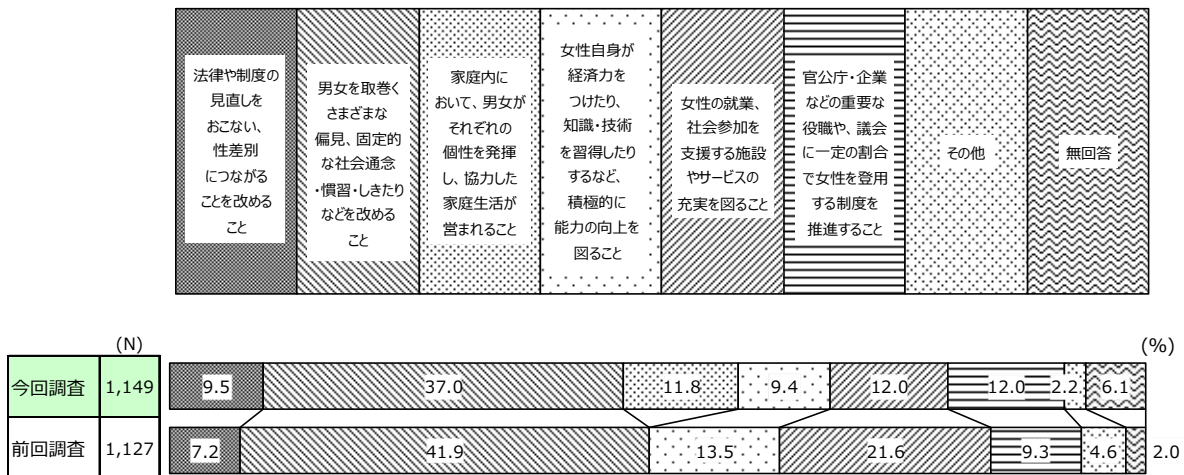 法律や制度の
見直しを
おこない、
性差別
につながる
ことを改める
こと
男女を取巻く
さまざまな
偏見、固定的
な社会通念
・慣習・しきたり
などを改める
こと
家庭内に
おいて、男女が
それぞれの
個性を発揮
し、協力した
家庭生活が
営まれること
女性自身が
経済力を
つけたり、
知識・技術
を習得したり
するなど、
積極的に
能力の向上を
図ること
女性の就業、
社会参加を
支援する施設
やサービスの
充実を図ること
官公庁・企業
などの重要な
役職や、議会
に一定の割合
で女性を登用
する制度を
推進すること
その他
無回答
(N)
(%)
今回調査 1,149 9.5 37.0 11.8 9.4 12.0 12.0 2.2 6.1
前回調査 1,127 7.2 41.9 13.5 21.6 9.3 4.6 2.0